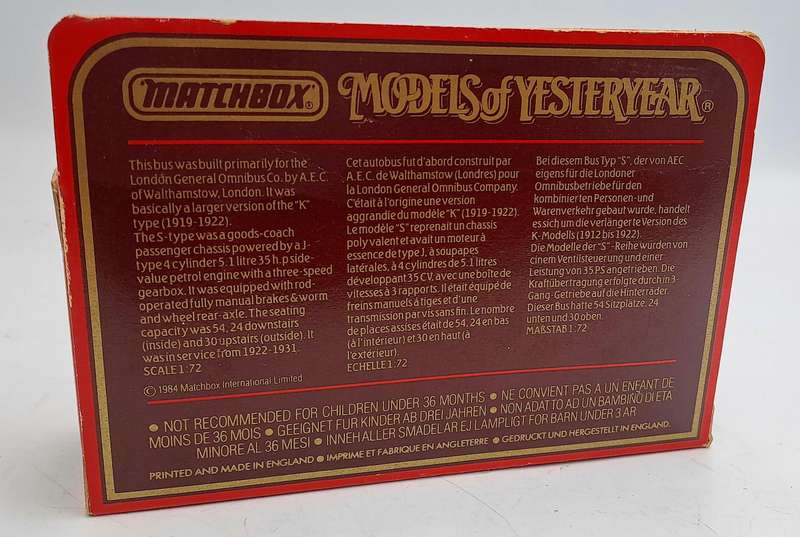 MATCHBOX® MODELS of YESTERYEAR®
This bus was built primarily for the
London General Omnibus Co. by A.E.C.
of Walthamstow, London. It was
basically a larger version of the "K"
type (1919-1922).
The S-type was a goods-coach
passenger chassis powered by a J-
type 4 cylinder 5.1 litre 35 h.p side-
value petrol engine with a three-speed
gearbox. It was equipped with rod-
operated fully manual brakes & worm
and wheel rear-axle. The seating
capacity was 54, 24 downstairs
(inside) and 30 upstairs (outside). It
was in service from 1922-1931.
SCALE 1:72
© 1984 Matchbox International Limited
Cet autobus fut d'abord construit par
A.E.C. de Walthamstow (Londres) pour
la London General Omnibus Company.
C'était à l'origine une version
aggrandie du modèle "K" (1919-1922).
Le modèle "S" reprenait un chassis
poly valent et avait un moteur à
essence de type J, à soupapes
latérales, à 4 cylindres de 5.1 litres
développant 35 CV, avec une boîte de
vitesses à 3 rapports. Il était équipé de
freins manuels à tiges et d'une
transmission par vis sans fin. Le nombre
de places assises était de 54, 24 en bas
(à l'intérieur) et 30 en haut (à
l'extérieur).
ECHELLE 1.72
Bei diesem Bus Typ "S", der von AEC
eigens für die Londoner
Omnibusbetriebe für den
kombinierten Personen- und
Warenverkehr gebaut wurde, handelt
es sich um die verlängerte Version des
K-Modells (1912 bis 1922).
Die Modelle der "S"-Reihe wurden von
einem Ventilsteuerung und einer
Leistung von 35 PS angetrieben. Die
Kraftübertragung erfolgte durch in 3
Gang-Getriebe auf die Hinterräder.
Dieser Bus hatte 54 Sitzplätze, 24
unten und 30 oben.
MAßSTAB 1.72
● NOT RECOMMENDED FOR CHILDREN UNDER 36 MONTHS ● NE CONVIENT PAS A UN ENFANT DE
MOINS DE 36 MOIS ● GEEIGNET FUR KINDER AB DREI JAHREN ● NON ADATTO AD UN BAMBINO DI ETA
MINORE AL 36 MESI ● INNEHALLER SMADELAR EJ LAMPLIGT FOR BARN UNDER 3 AR
PRINTED AND MADE IN ENGLAND ● IMPRIME ET FABRIQUE EN ANGLETERRE ● GEDRUCKT UND HERGESTELLT IN ENGLAND.